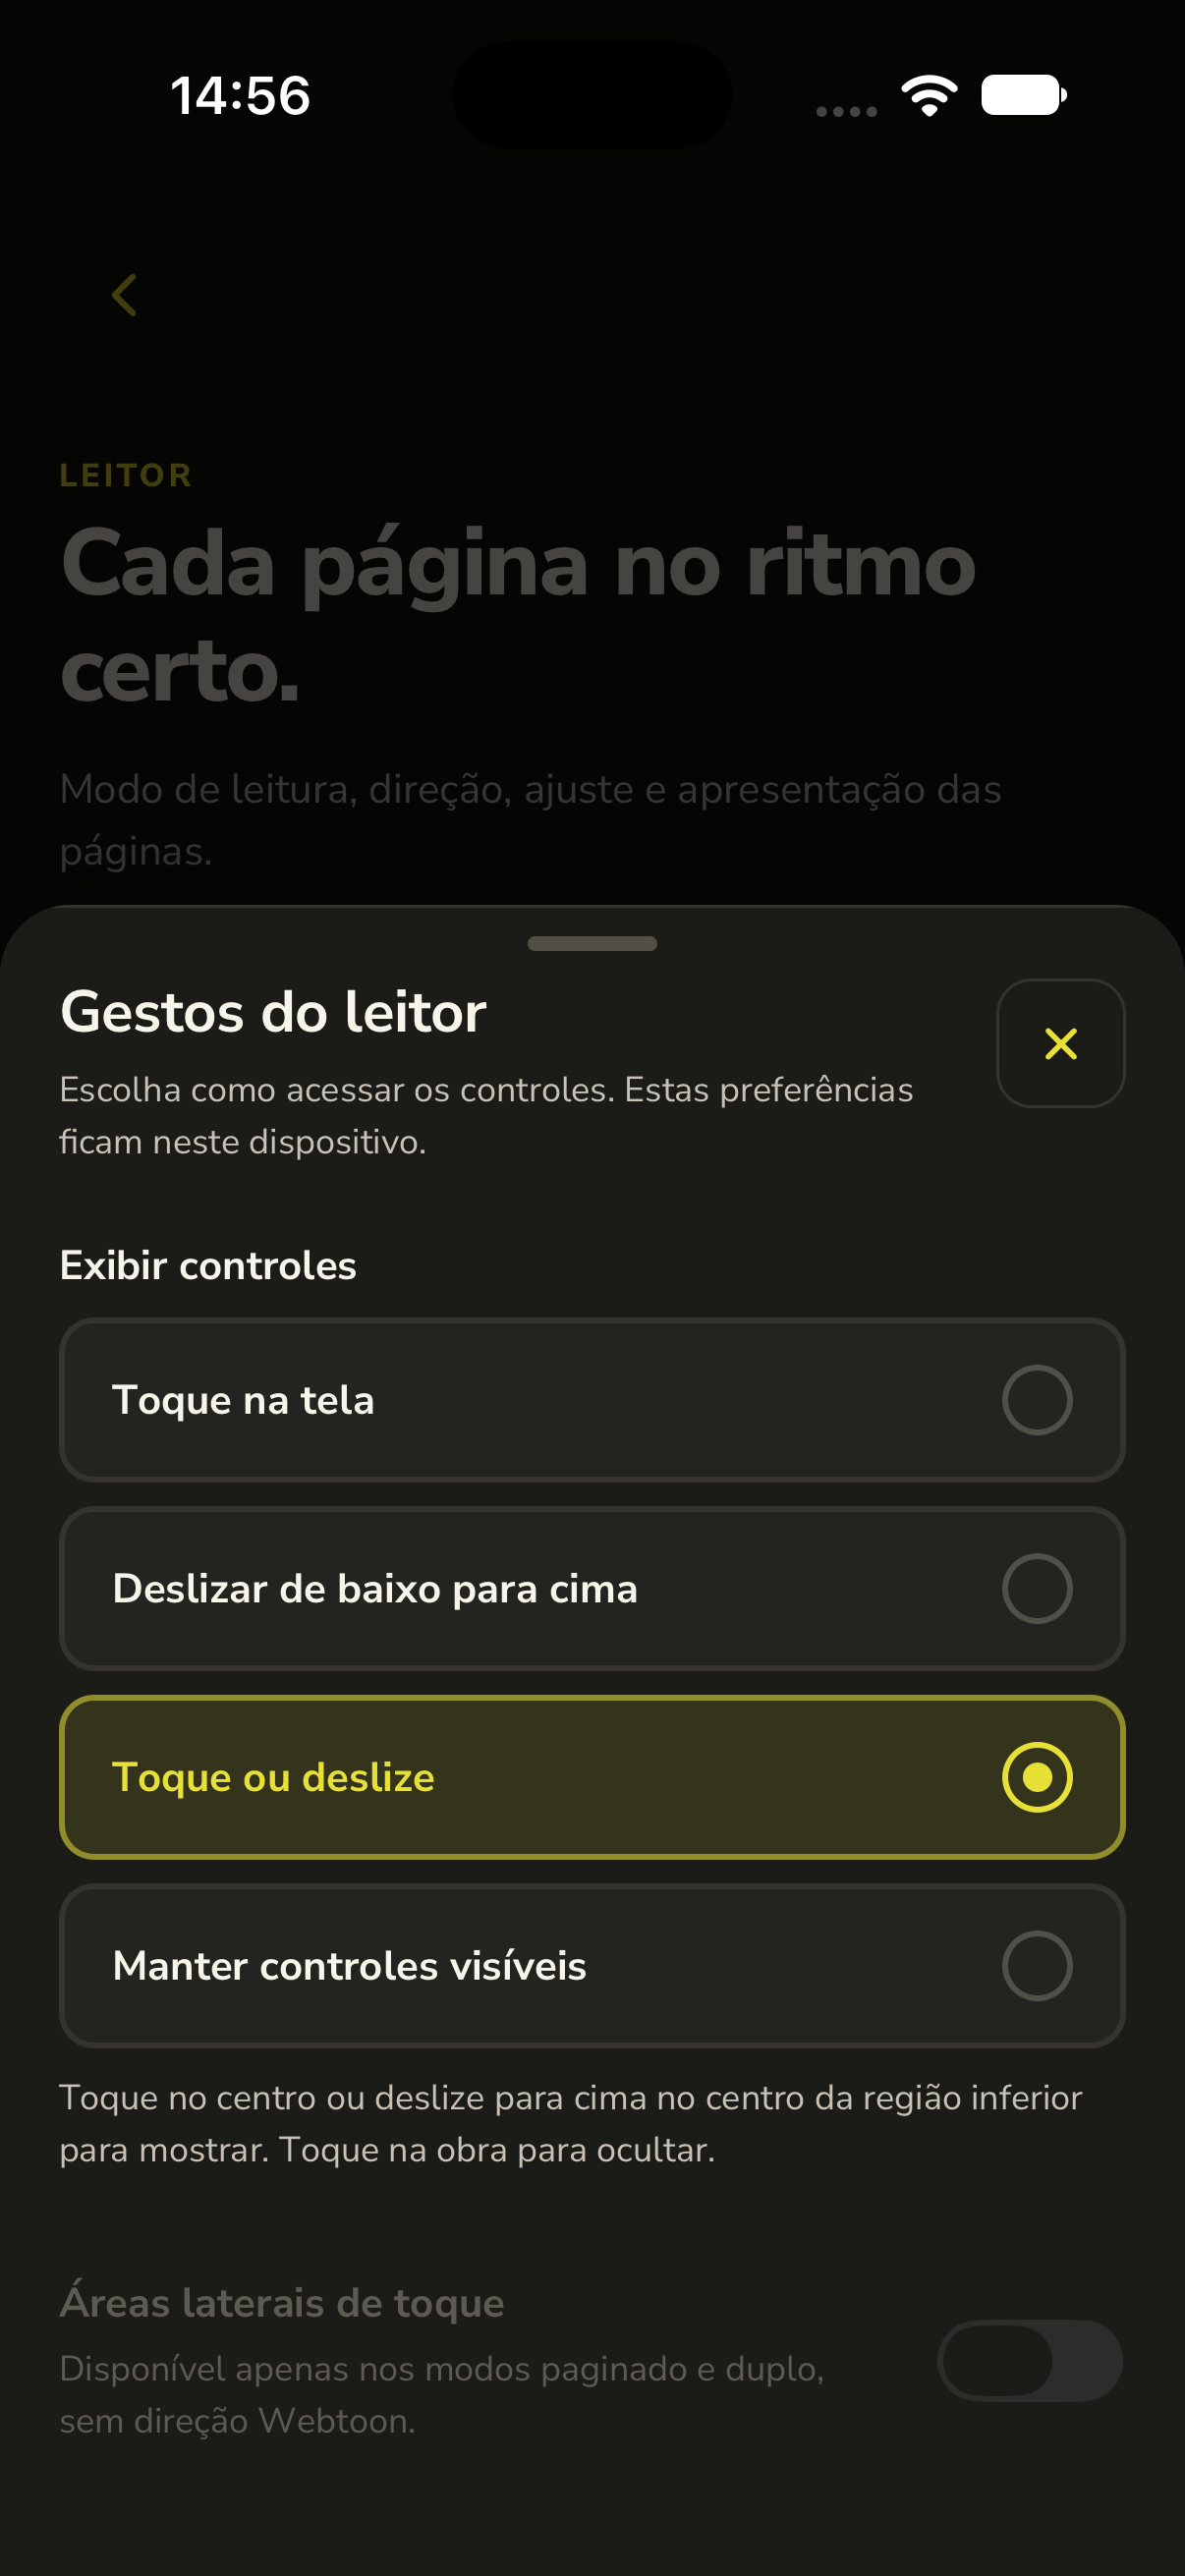 14:56
LEITOR
Cada página no ritmo
certo.
Modo de leitura, direção, ajuste e apresentação das
páginas.
Gestos do leitor
Escolha como acessar os controles. Estas preferências
ficam neste dispositivo.
Exibir controles
Toque na tela
Deslizar de baixo para cima
Toque ou deslize
Manter controles visíveis
Toque no centro ou deslize para cima no centro da região inferior
para mostrar. Toque na obra para ocultar.
Áreas laterais de toque
Disponível apenas nos modos paginado e duplo,
sem direção Webtoon.